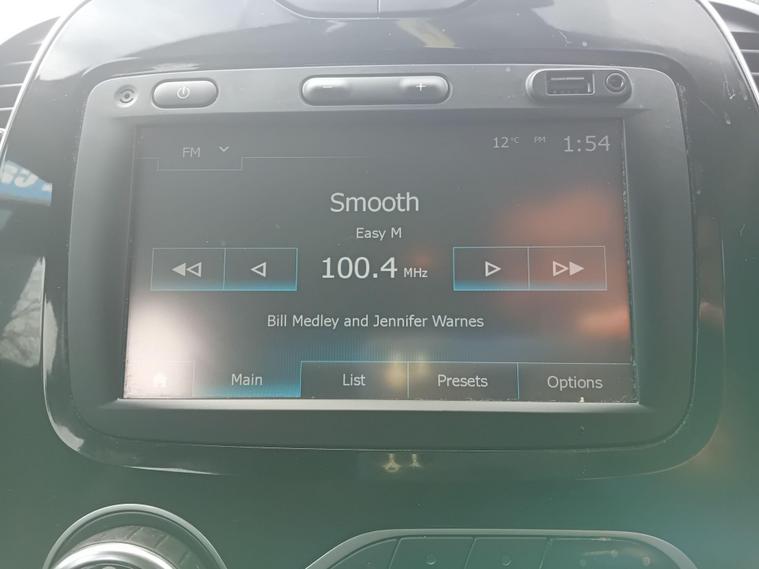 FM
12°C PM 1:54
Smooth
Easy M
100.4 MHz
Bill Medley and Jennifer Warnes
Main List Presets Options